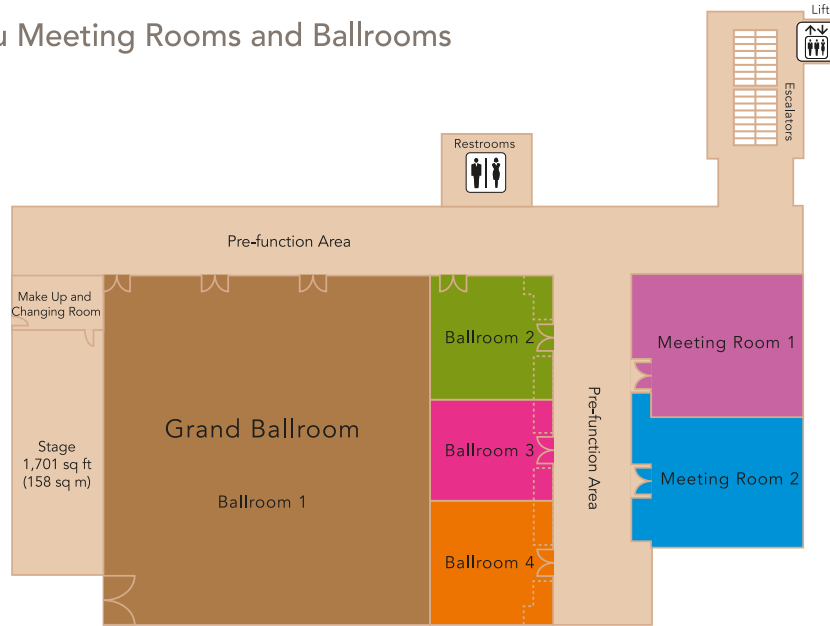 u Meeting Rooms and Ballrooms
Lift
Escalators
Restrooms
Pre-function Area
Make Up and
Changing Room
Ballroom 2
Meeting Room 1
Grand Ballroom
Ballroom 3
Pre-function Area
Stage
1,701 sq ft
(158 sq m)
Meeting Room 2
Ballroom 1
Ballroom 4